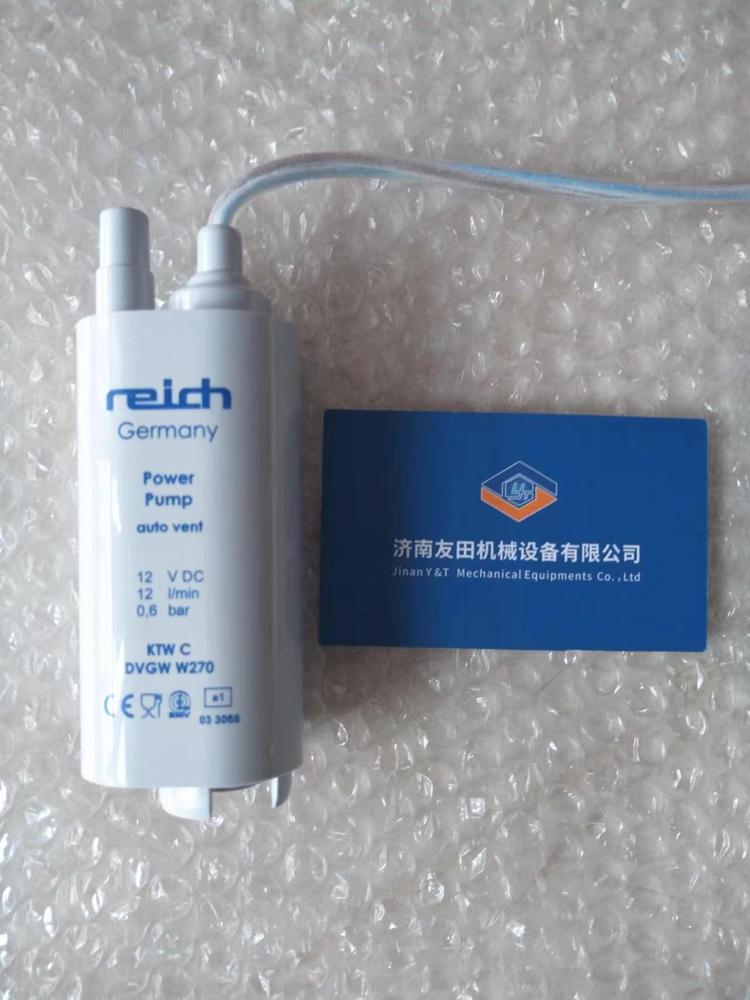 reich
Germany
Power
Pump
auto vent
12 V DC
12 l/min
0,6 bar
KTW C
DVGW W270
CE
e1
03 3066
济南友田机械设备有限公司
Jinan Y&T Mechanical Equipments Co.,Ltd